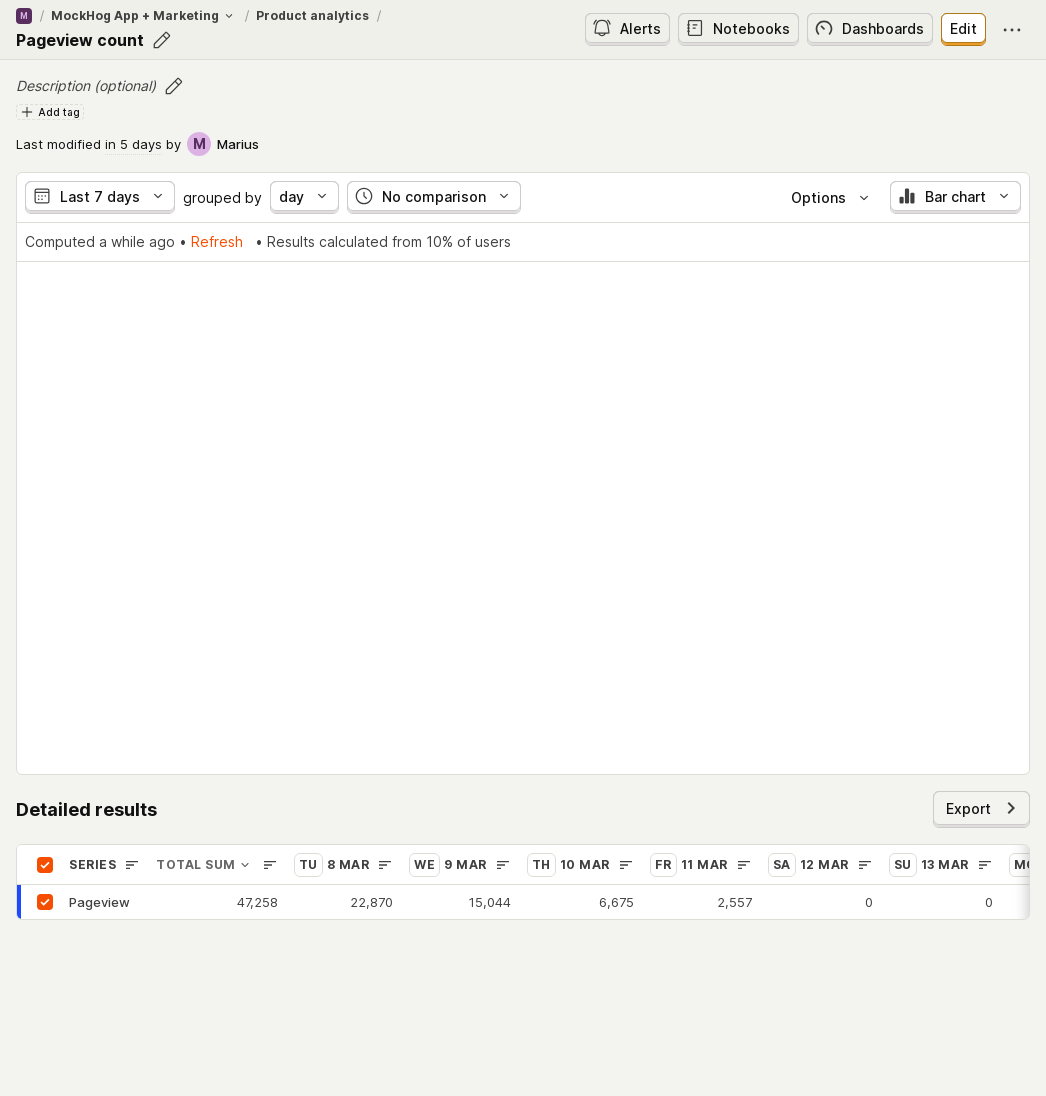 M / MockHog App + Marketing / Product analytics /
Pageview count
Alerts Notebooks Dashboards Edit
Description (optional)
Add tag
Last modified in 5 days by M Marius
Last 7 days grouped by day No comparison Options Bar chart
Computed a while ago • Refresh • Results calculated from 10% of users
Detailed results
Export
SERIES TOTAL SUM TU 8 MAR WE 9 MAR TH 10 MAR FR 11 MAR SA 12 MAR SU 13 MAR
Pageview 47,258 22,870 15,044 6,675 2,557 0 0